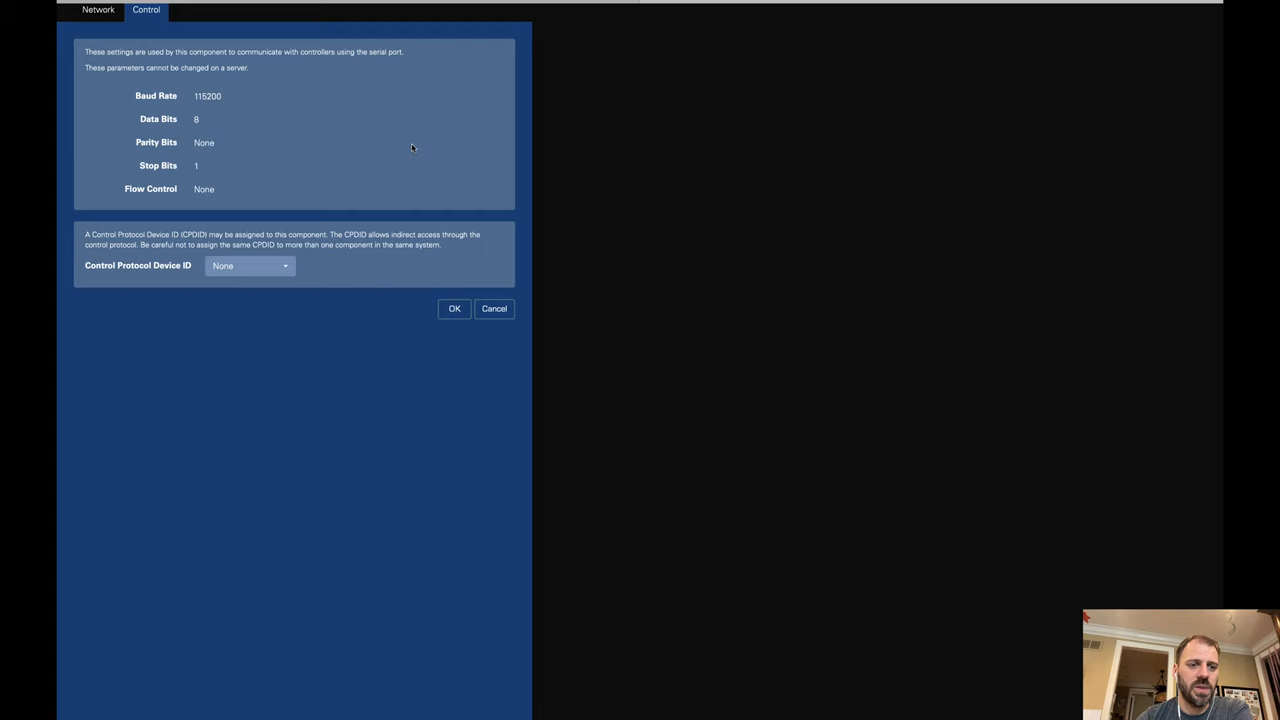 Network Control
These settings are used by this component to communicate with controllers using the serial port.
These parameters cannot be changed on a server.
Baud Rate 115200
Data Bits 8
Parity Bits None
Stop Bits 1
Flow Control None
A Control Protocol Device ID (CPDID) may be assigned to this component. The CPDID allows indirect access through the
control protocol. Be careful not to assign the same CPDID to more than one component in the same system.
Control Protocol Device ID None
OK Cancel